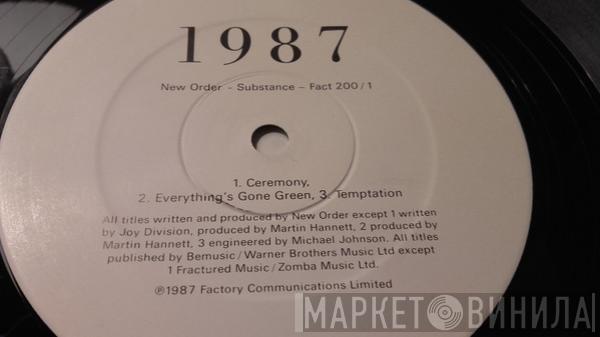 1987
New Order - Substance - Fact 200/1
1. Ceremony,
2. Everything's Gone Green, 3. Temptation
All titles written and produced by New Order except 1 written
by Joy Division, produced by Martin Hannett, 2 produced by
Martin Hannett, 3 engineered by Michael Johnson. All titles
published by Bemusic/Warner Brothers Music Ltd except
1 Fractured Music/Zomba Music Ltd.
℗1987 Factory Communications Limited
МАРКЕТ ВИНИЛА